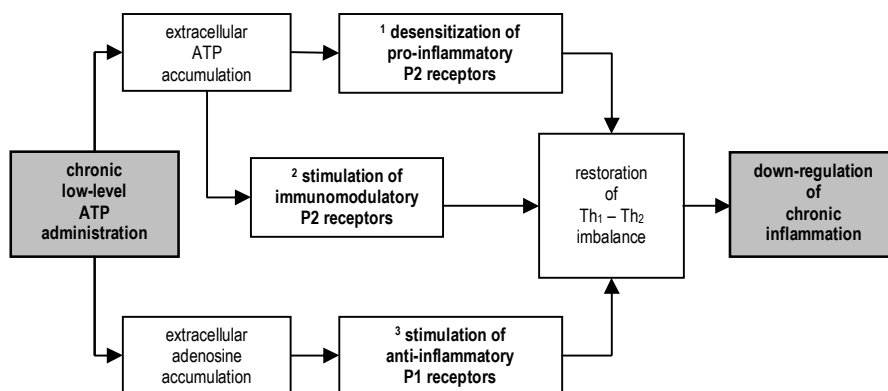 extracellular
ATP
accumulation
¹ desensitization of
pro-inflammatory
P2 receptors
chronic
low-level
ATP
administration
² stimulation of
immunomodulatory
P2 receptors
restoration
of
Th₁ – Th₂
imbalance
down-regulation
of
chronic
inflammation
extracellular
adenosine
accumulation
³ stimulation of
anti-inflammatory
P1 receptors